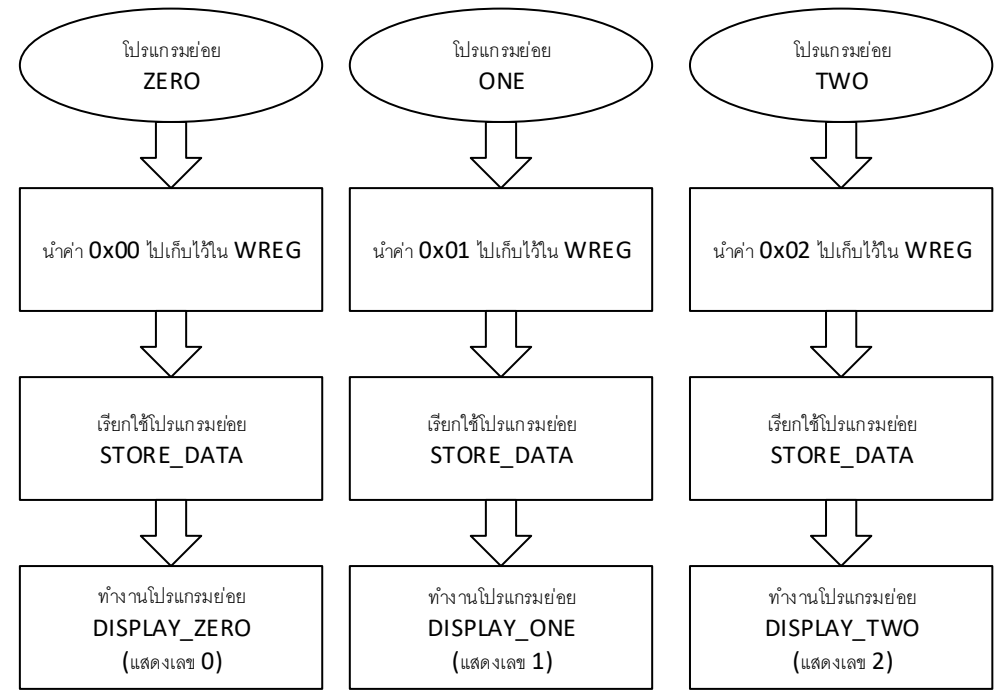 โปรแกรมย่อย
ZERO
โปรแกรมย่อย
ONE
โปรแกรมย่อย
TWO
นำค่า 0x00 ไปเก็บไว้ใน WREG
นำค่า 0x01 ไปเก็บไว้ใน WREG
นำค่า 0x02 ไปเก็บไว้ใน WREG
เรียกใช้โปรแกรมย่อย
STORE_DATA
เรียกใช้โปรแกรมย่อย
STORE_DATA
เรียกใช้โปรแกรมย่อย
STORE_DATA
ทำงานโปรแกรมย่อย
DISPLAY_ZERO
(แสดงเลข 0)
ทำงานโปรแกรมย่อย
DISPLAY_ONE
(แสดงเลข 1)
ทำงานโปรแกรมย่อย
DISPLAY_TWO
(แสดงเลข 2)